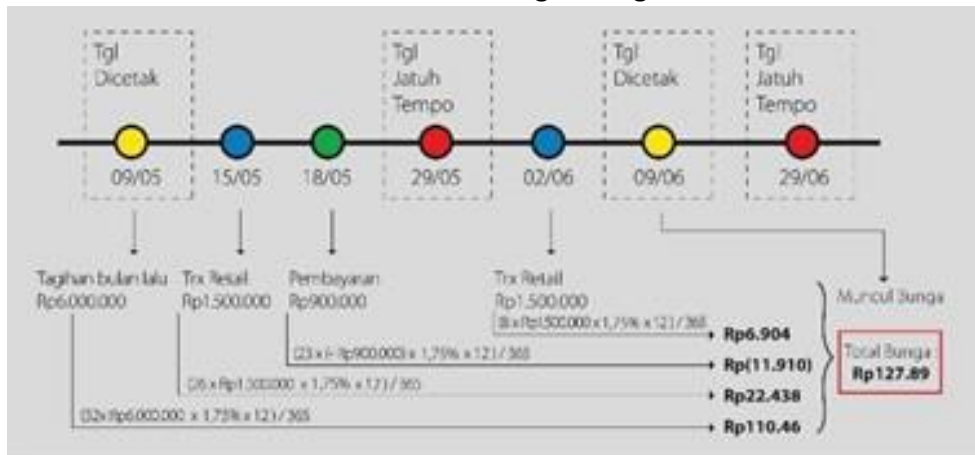 Tgl
Dicetak
Tgl
Jatuh
Tempo
Tgl
Dicetak
Tgl
Jatuh
Tempo
09/05
15/05
18/05
29/05
02/06
09/06
29/06
Tagihan bulan lalu
Rp6.000.000
Trx Retail
Rp1.500.000
Pembayaran
Rp900.000
Trx Retail
Rp1.500.000
Muncul Bunga
(8 x Rp1.500.000 x 1,75% x 12) / 365
Rp6.904
(23 x (- Rp900.000) x 1,75% x 12) / 365
Rp(11.910)
(26 x Rp1.500.000 x 1,75% x 12) / 365
Rp22.438
(32x Rp6.000.000 x 1,75% x 12) / 365
Rp110.46
Total Bunga :
Rp127.89